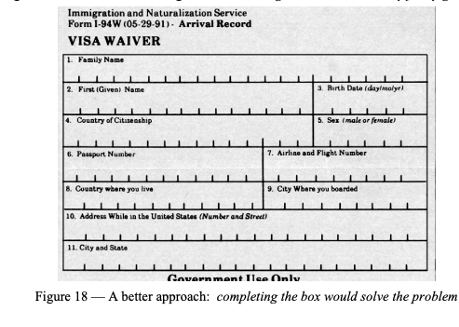 Immigration and Naturalization Service
Form I-94W (05-29-91) - Arrival Record
VISA WAIVER
1. Family Name
2. First (Given) Name
3. Birth Date (day/mo/yr)
4. Country of Citizenship
5. Sex (male or female)
6. Passport Number
7. Airline and Flight Number
8. Country where you live
9. City Where you boarded
10. Address While in the United States (Number and Street)
11. City and State
Government Use Only
Figure 18 — A better approach: completing the box would solve the problem